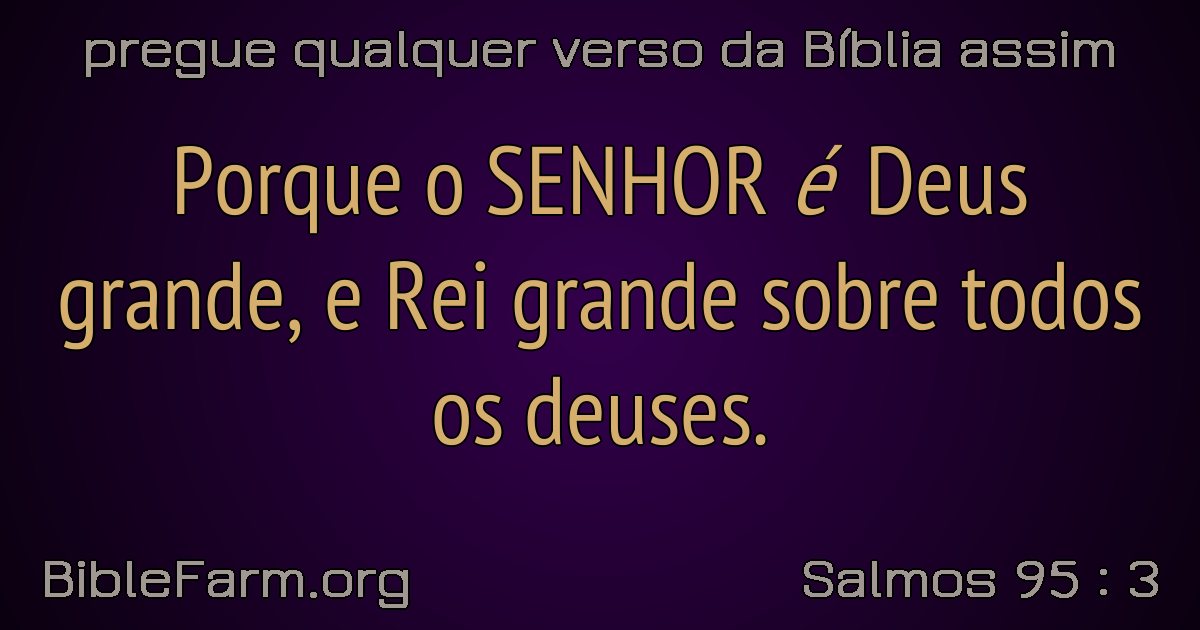 pregue qualquer verso da Bíblia assim
Porque o SENHOR é Deus
grande, e Rei grande sobre todos
os deuses.
BibleFarm.org
Salmos 95 : 3